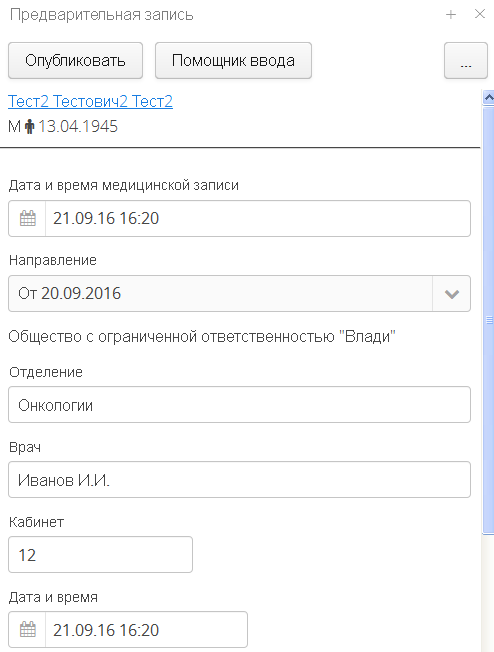 Предварительная запись
Опубликовать Помощник ввода ...
Тест2 Тестович2 Тест2
М 13.04.1945
Дата и время медицинской записи
21.09.16 16:20
Направление
От 20.09.2016
Общество с ограниченной ответственностью "Влади"
Отделение
Онкологии
Врач
Иванов И.И.
Кабинет
12
Дата и время
21.09.16 16:20